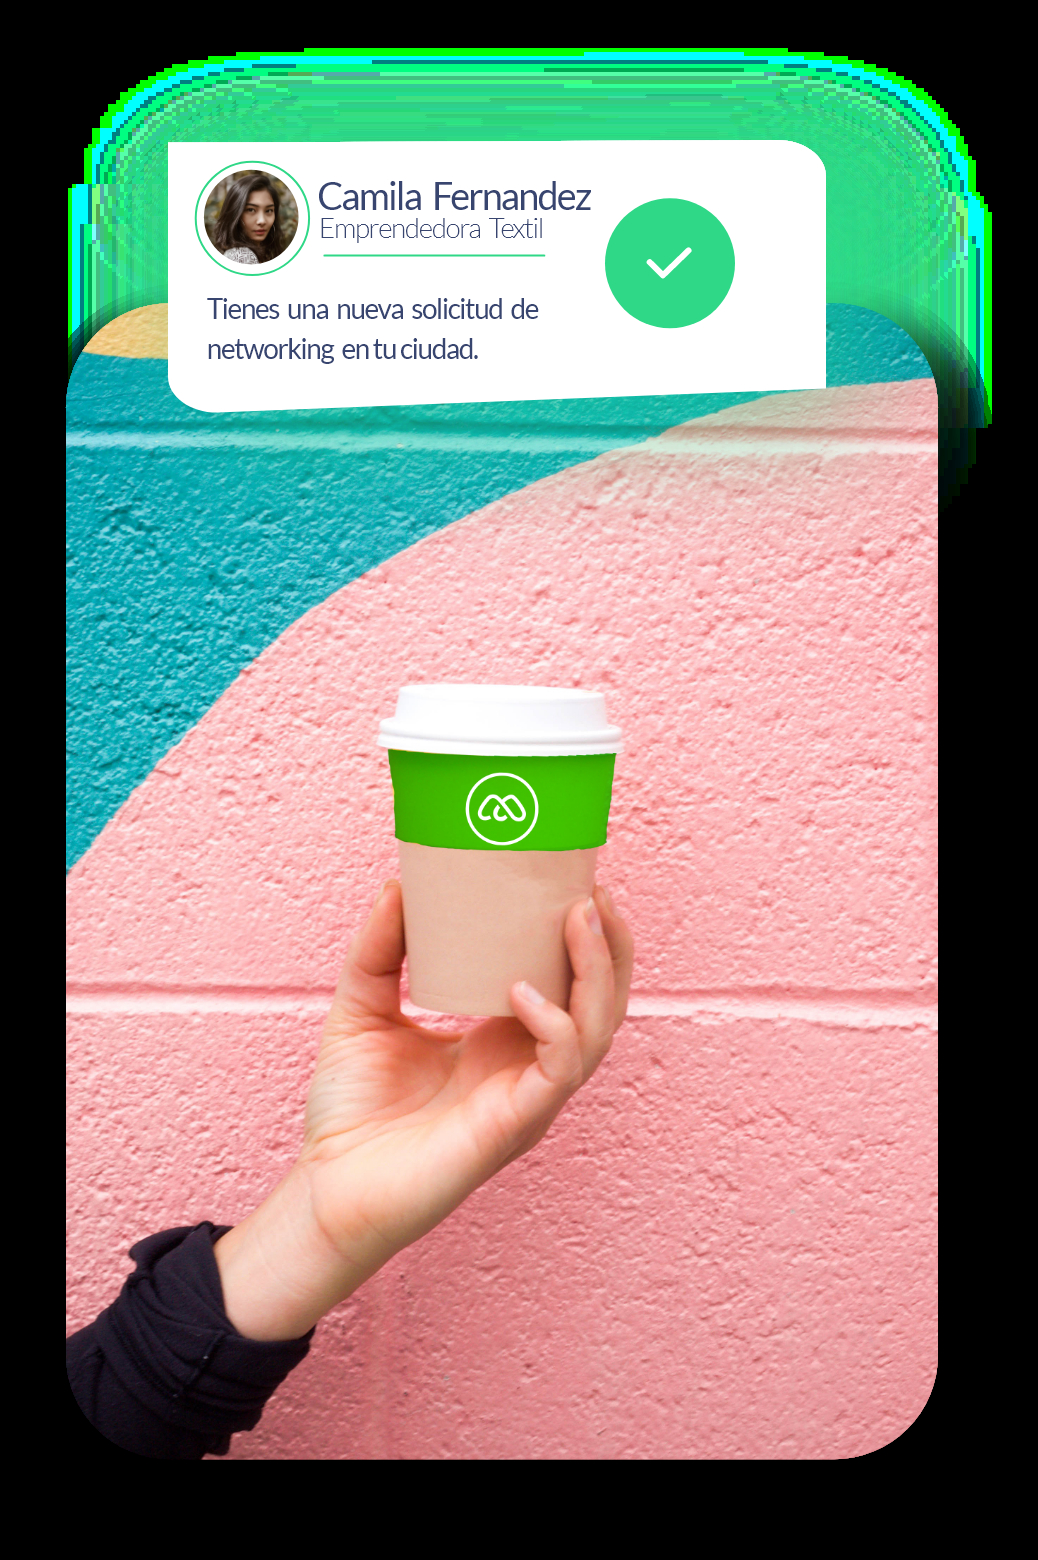 Camila Fernandez
Emprendedora Textil
Tienes una nueva solicitud de
networking en tu ciudad.